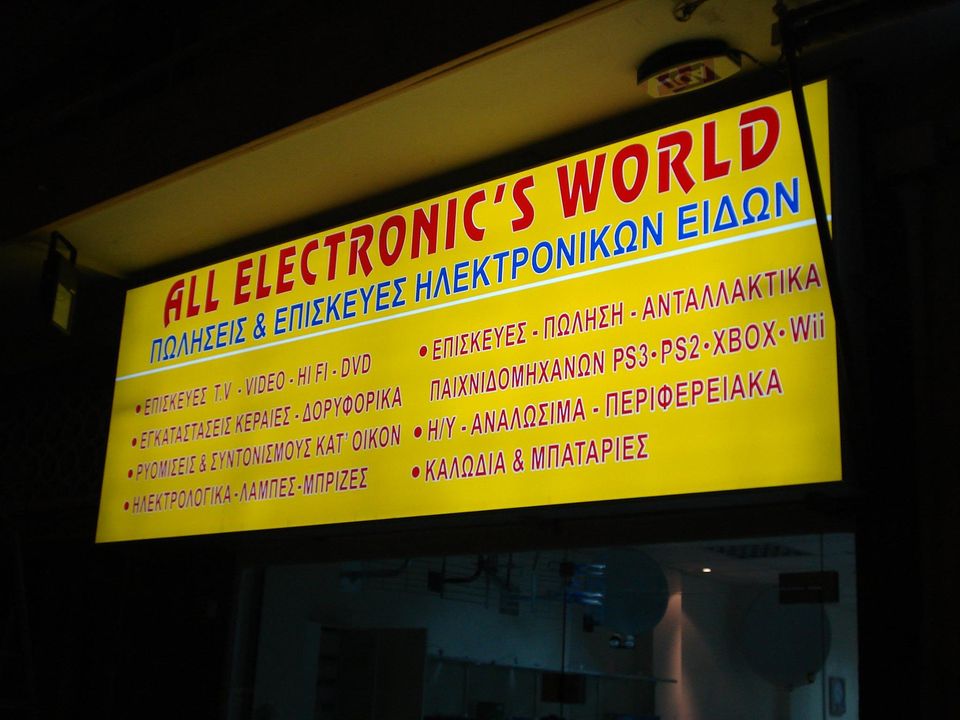 ALL ELECTRONIC'S WORLD
ΠΩΛΗΣΕΙΣ & ΕΠΙΣΚΕΥΕΣ ΗΛΕΚΤΡΟΝΙΚΩΝ ΕΙΔΩΝ
• ΕΠΙΣΚΕΥΕΣ T.V - VIDEO - HI FI - DVD
• ΕΓΚΑΤΑΣΤΑΣΕΙΣ ΚΕΡΑΙΕΣ - ΔΟΡΥΦΟΡΙΚΑ
• ΡΥΟΜΙΣΕΙΣ & ΣΥΝΤΟΝΙΣΜΟΥΣ ΚΑΤ' ΟΙΚΟΝ
• ΗΛΕΚΤΡΟΛΟΓΙΚΑ - ΛΑΜΠΕΣ - ΜΠΡΙΖΕΣ
• ΕΠΙΣΚΕΥΕΣ - ΠΩΛΗΣΗ - ΑΝΤΑΛΛΑΚΤΙΚΑ
ΠΑΙΧΝΙΔΟΜΗΧΑΝΩΝ PS3 • PS2 • XBOX • Wii
• Η/Υ - ΑΝΑΛΩΣΙΜΑ - ΠΕΡΙΦΕΡΕΙΑΚΑ
• ΚΑΛΩΔΙΑ & ΜΠΑΤΑΡΙΕΣ